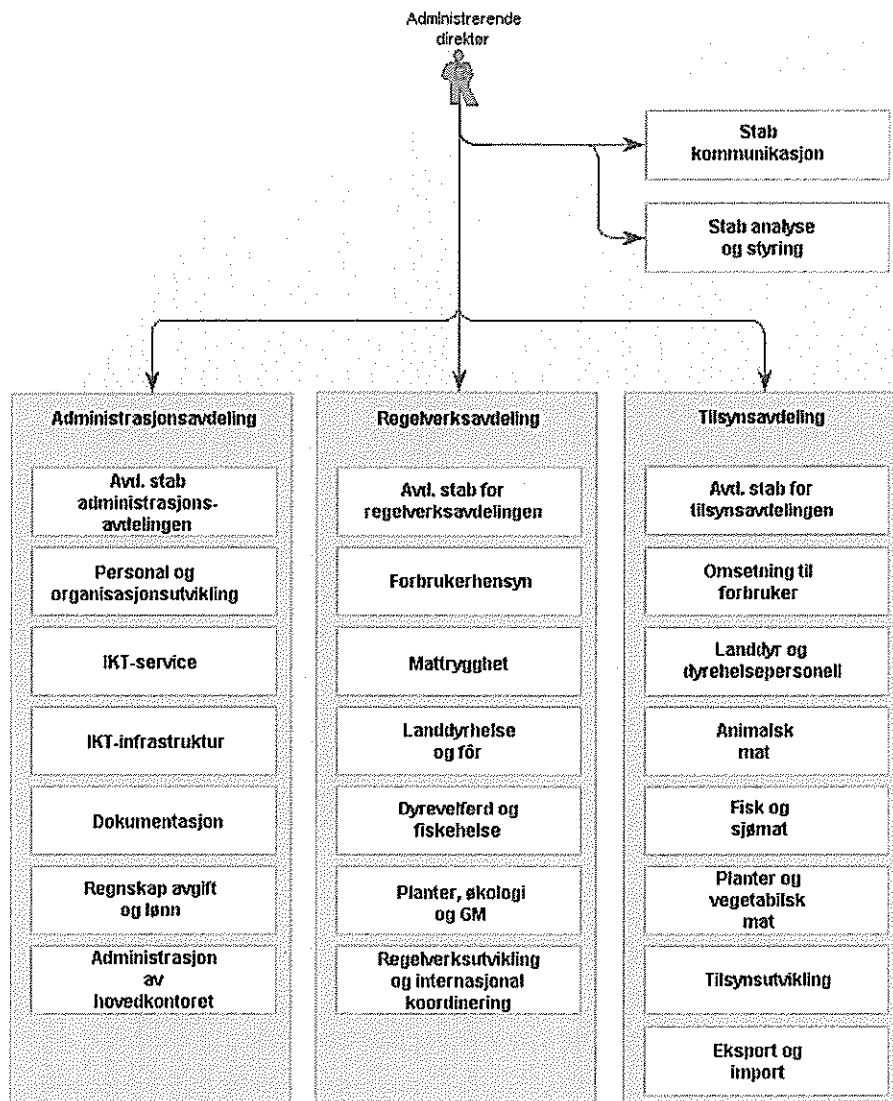 Administrerende
direktør
Stab
kommunikasjon
Stab analyse
og styring
Administrasjonsavdeling
Avd. stab
administrasjons-
avdelingen
Personal og
organisasjonsutvikling
IKT-service
IKT-infrastruktur
Dokumentasjon
Regnskap avgift
og lønn
Administrasjon
av
hovedkontoret
Regelverksavdeling
Avd. stab for
regelverksavdelingen
Forbrukerhensyn
Mattrygghet
Landdyrhelse
og fôr
Dyrevelferd og
fiskehelse
Planter, økologi
og GM
Regelverksutvikling
og internasjonal
koordinering
Tilsynsavdeling
Avd. stab for
tilsynsavdelingen
Omsetning til
forbruker
Landdyr og
dyrehelsepersonell
Animalsk
mat
Fisk og
sjømat
Planter og
vegetabilsk
mat
Tilsynsutvikling
Eksport og
import